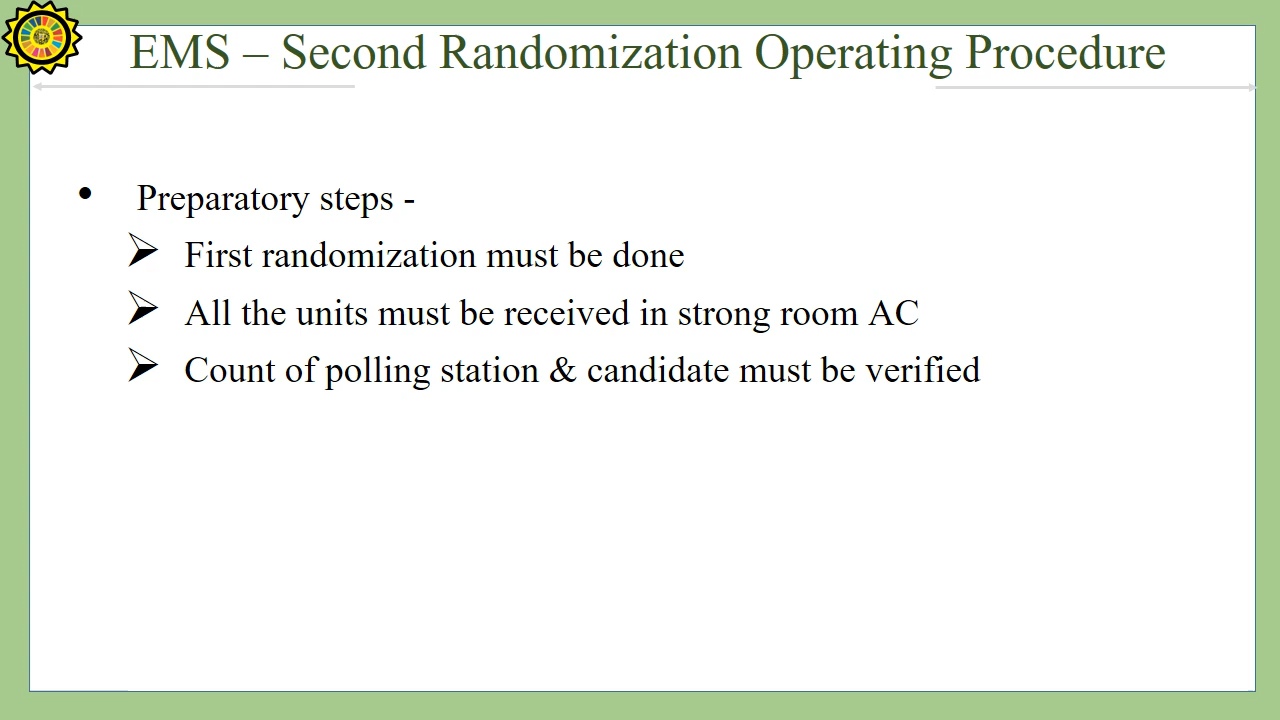 EMS – Second Randomization Operating Procedure
• Preparatory steps -
➢ First randomization must be done
➢ All the units must be received in strong room AC
➢ Count of polling station & candidate must be verified